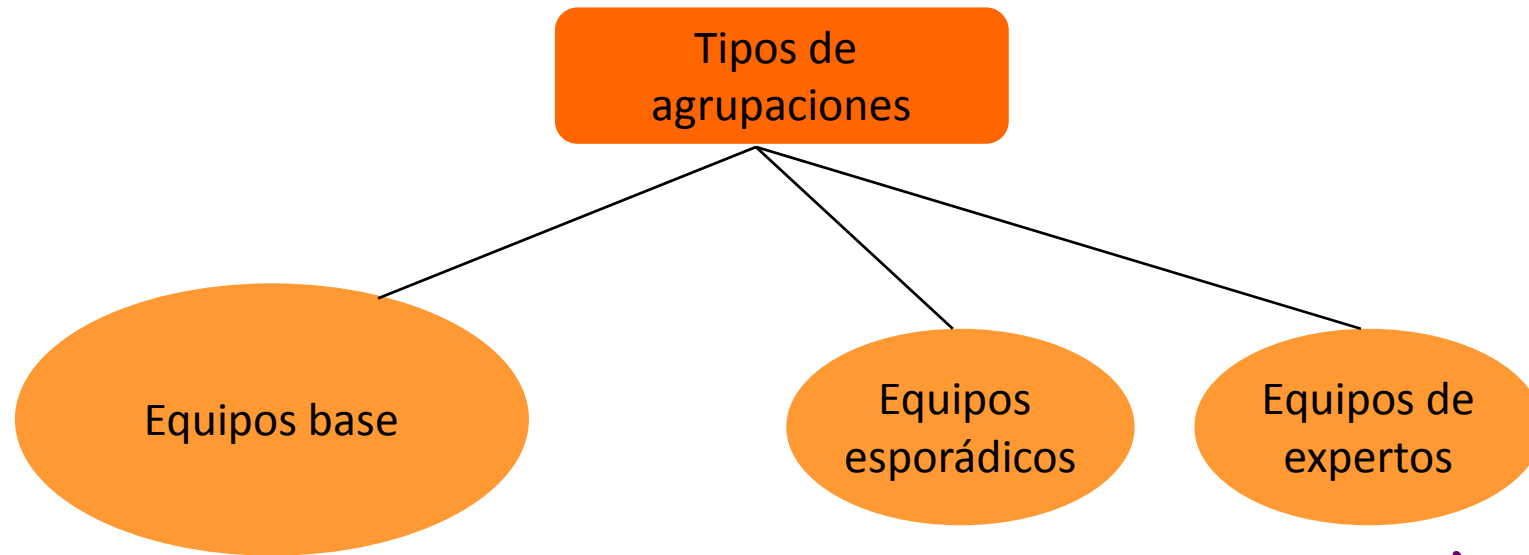 Tipos de
agrupaciones
Equipos base
Equipos
esporádicos
Equipos de
expertos